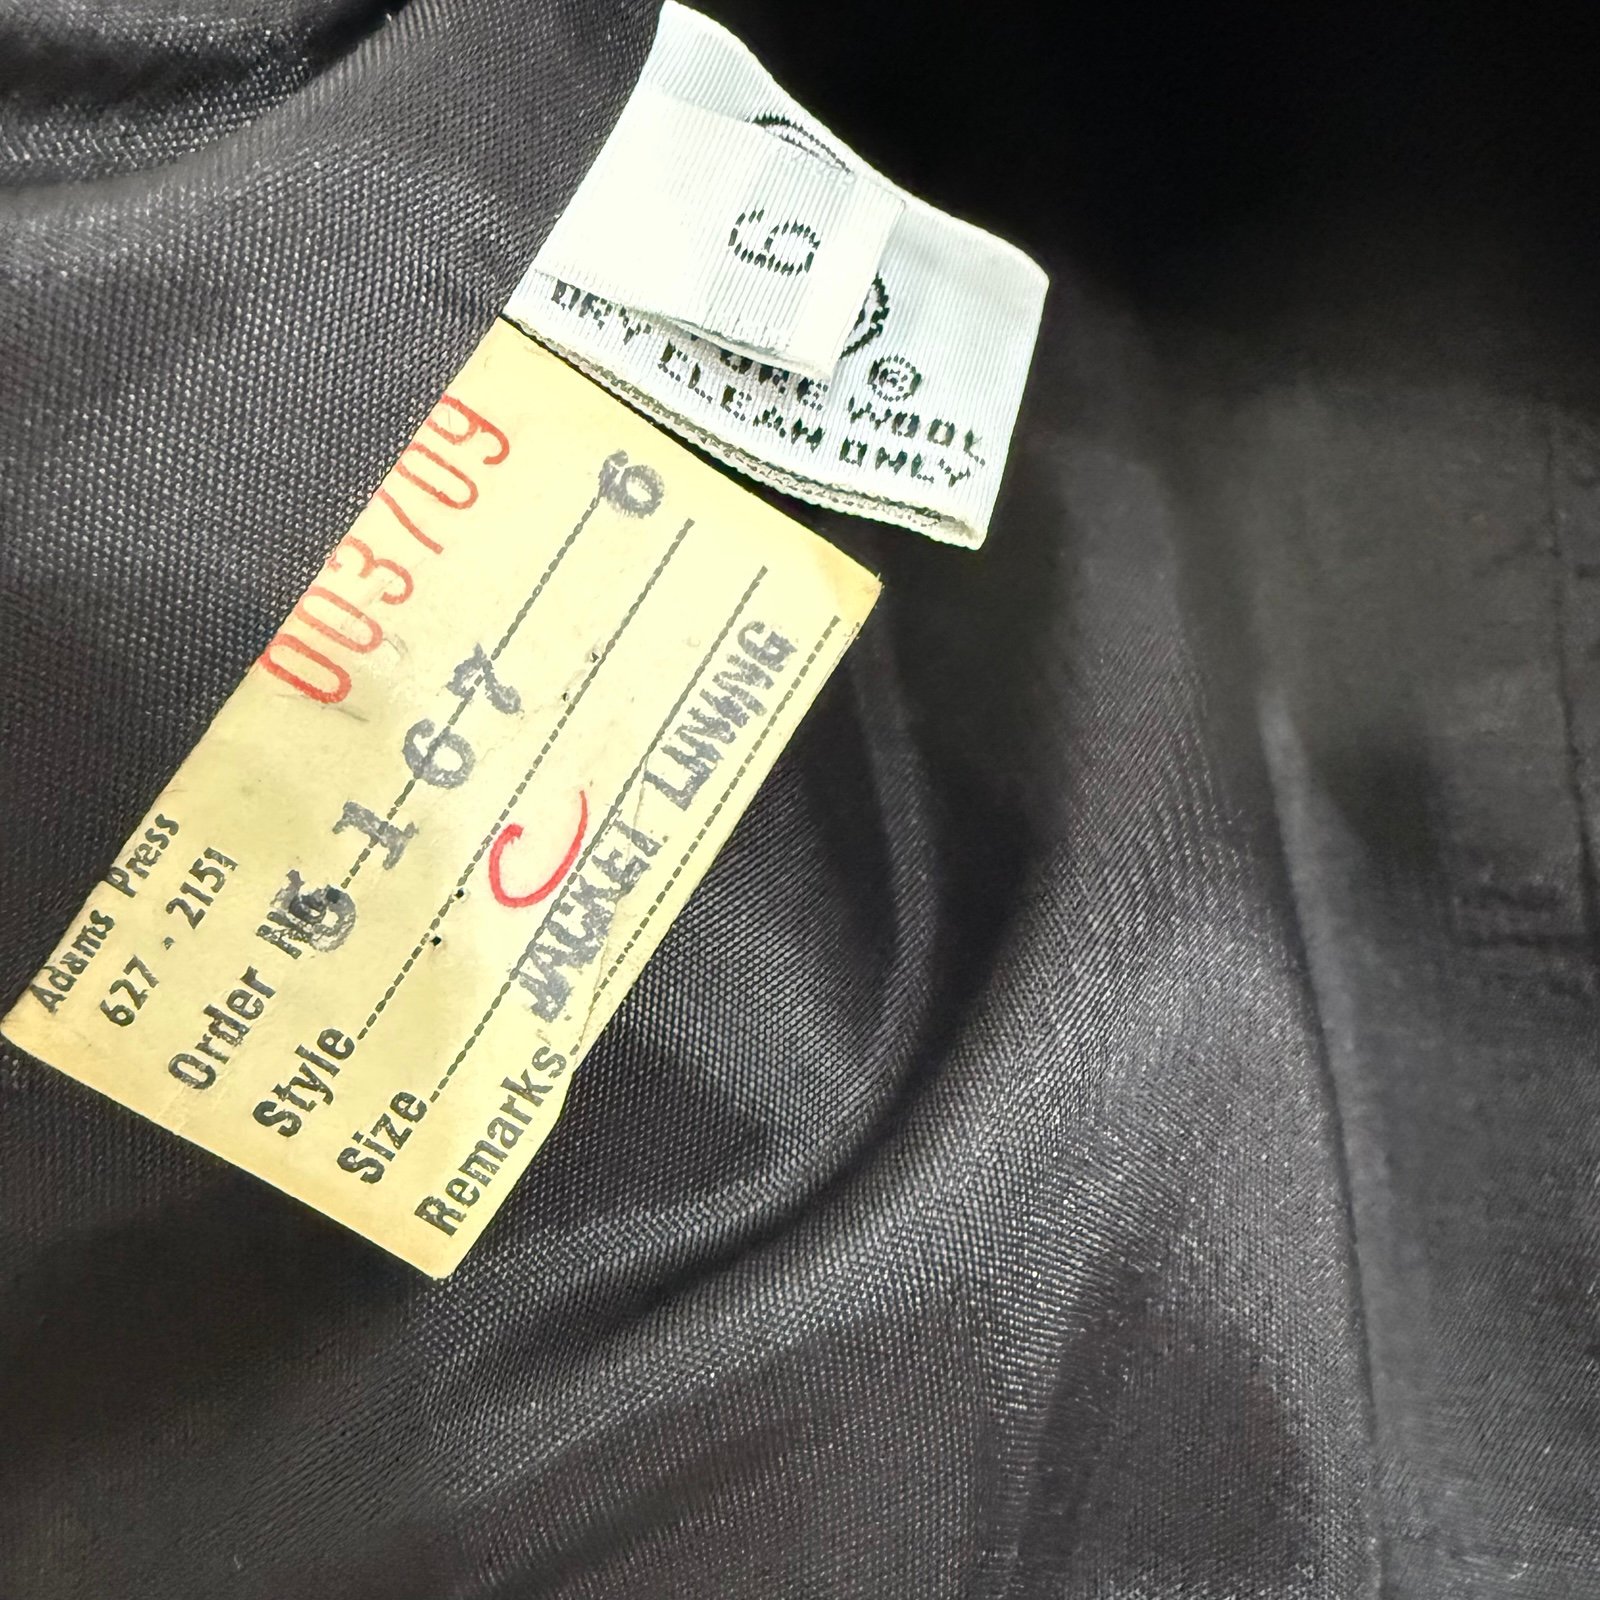 6
PURE WOOL
®
DRY CLEAN ONLY
003709
Adams Press
627 - 2151
Order No.
6167 6
Style
Size
C
Remarks JACKET LINING